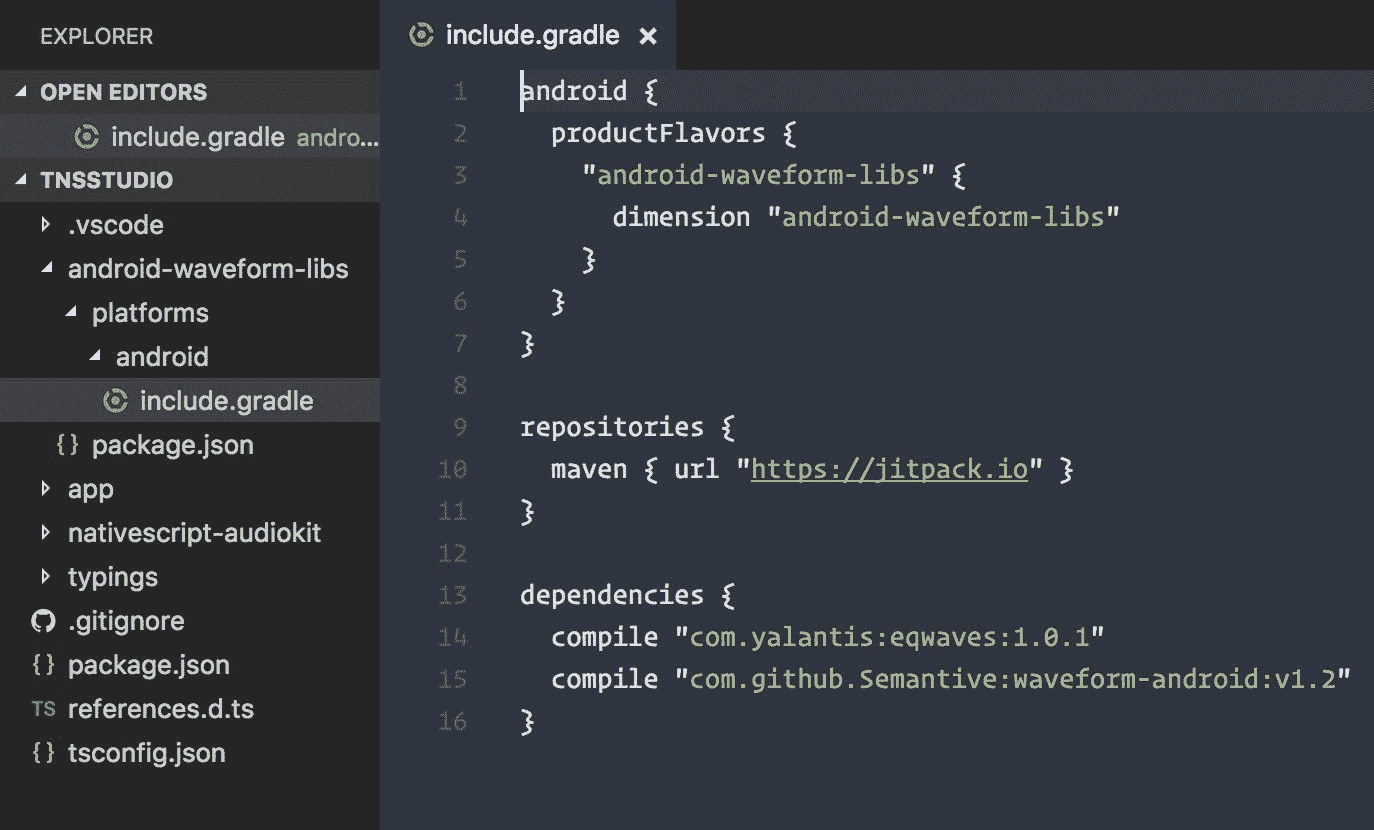 EXPLORER
OPEN EDITORS
include.gradle andro...
TNSSTUDIO
.vscode
android-waveform-libs
platforms
android
include.gradle
{} package.json
app
nativescript-audiokit
typings
.gitignore
{} package.json
TS references.d.ts
{} tsconfig.json
include.gradle ×
1 android {
2   productFlavors {
3     "android-waveform-libs" {
4       dimension "android-waveform-libs"
5     }
6   }
7 }
8
9 repositories {
10   maven { url "https://jitpack.io" }
11 }
12
13 dependencies {
14   compile "com.yalantis:eqwaves:1.0.1"
15   compile "com.github.Semantive:waveform-android:v1.2"
16 }